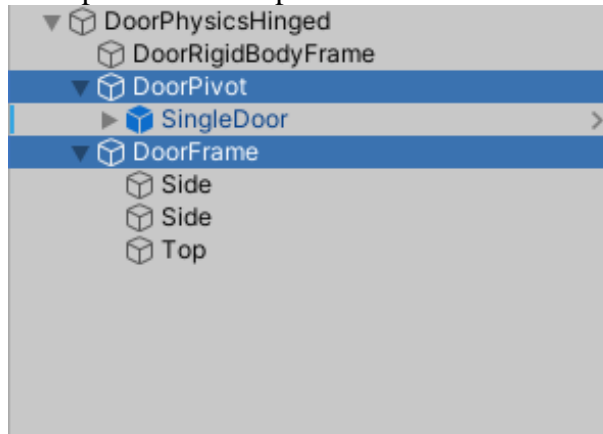 DoorPhysicsHinged
DoorRigidBodyFrame
DoorPivot
SingleDoor
DoorFrame
Side
Side
Top